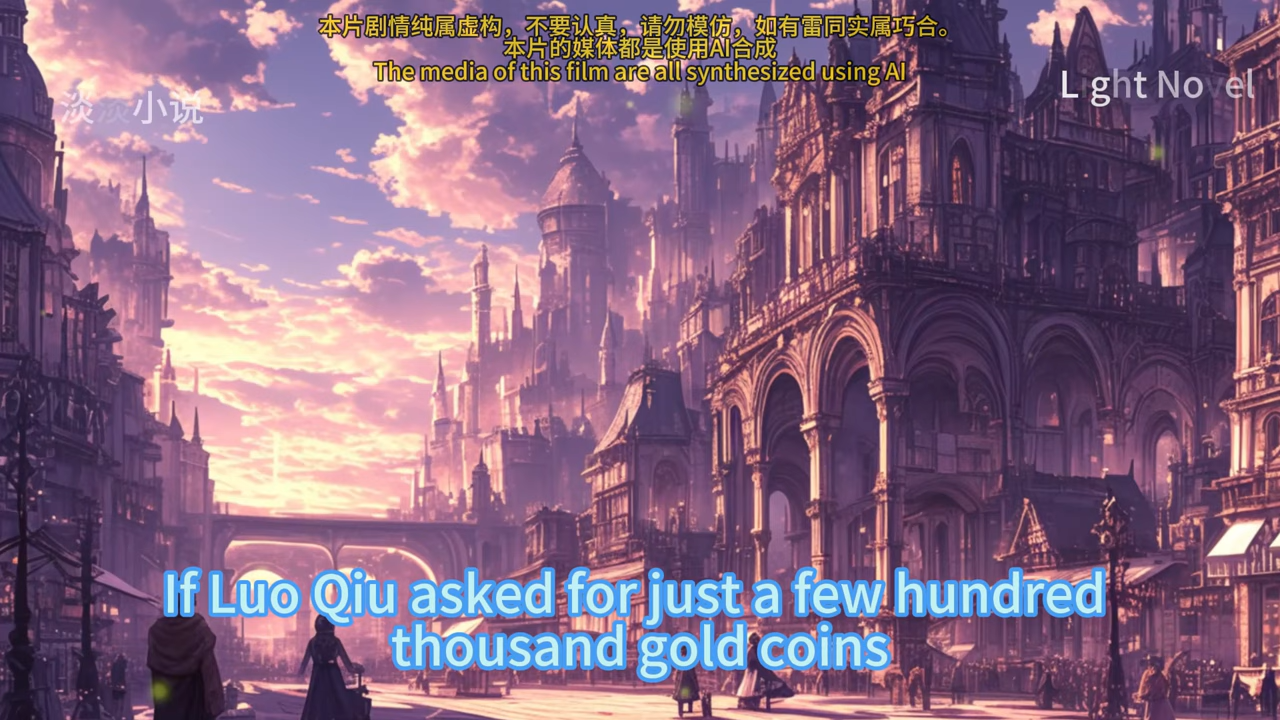 本片剧情纯属虚构，不要认真，请勿模仿，如有雷同实属巧合。
本片的媒体都是使用AI合成
The media of this film are all synthesized using AI
淡淡小说
Light Novel
If Luo Qiu asked for just a few hundred
thousand gold coins